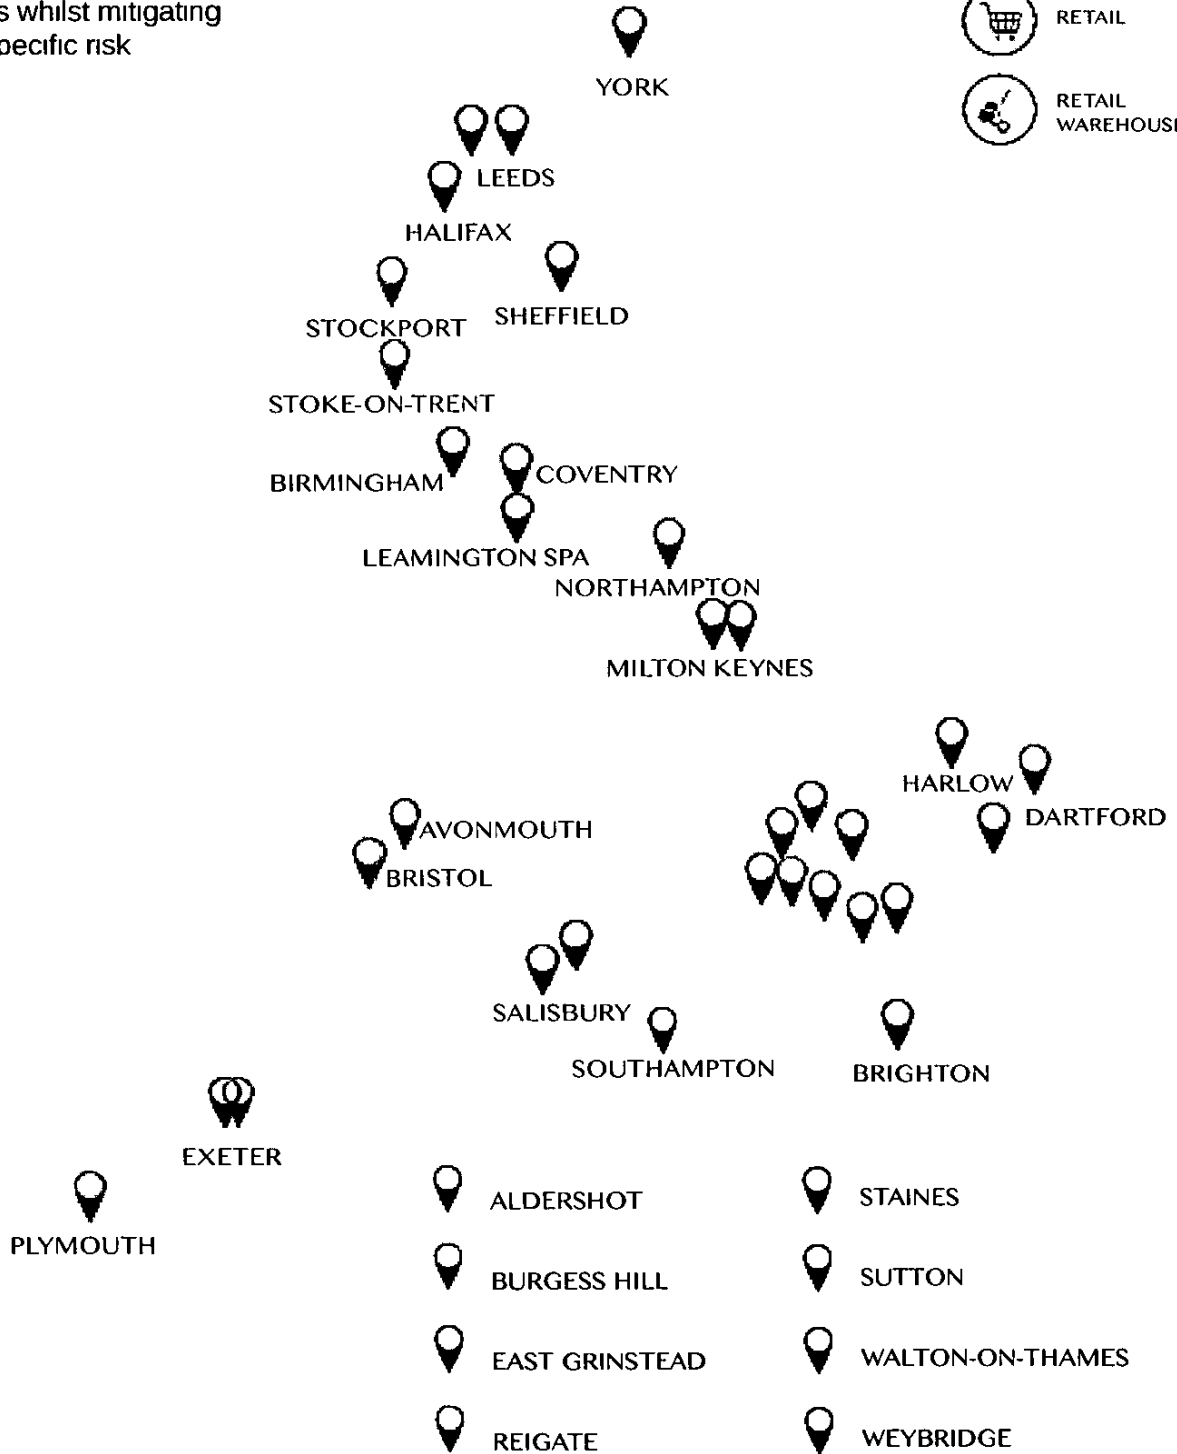 s whilst mitigating
pecific risk
RETAIL
RETAIL
WAREHOUS
YORK
LEEDS
HALIFAX
SHEFFIELD
STOCKPORT
STOKE-ON-TRENT
BIRMINGHAM
COVENTRY
LEAMINGTON SPA
NORTHAMPTON
MILTON KEYNES
HARLOW
DARTFORD
AVONMOUTH
BRISTOL
SALISBURY
SOUTHAMPTON
BRIGHTON
EXETER
PLYMOUTH
ALDERSHOT
BURGESS HILL
EAST GRINSTEAD
REIGATE
STAINES
SUTTON
WALTON-ON-THAMES
WEYBRIDGE